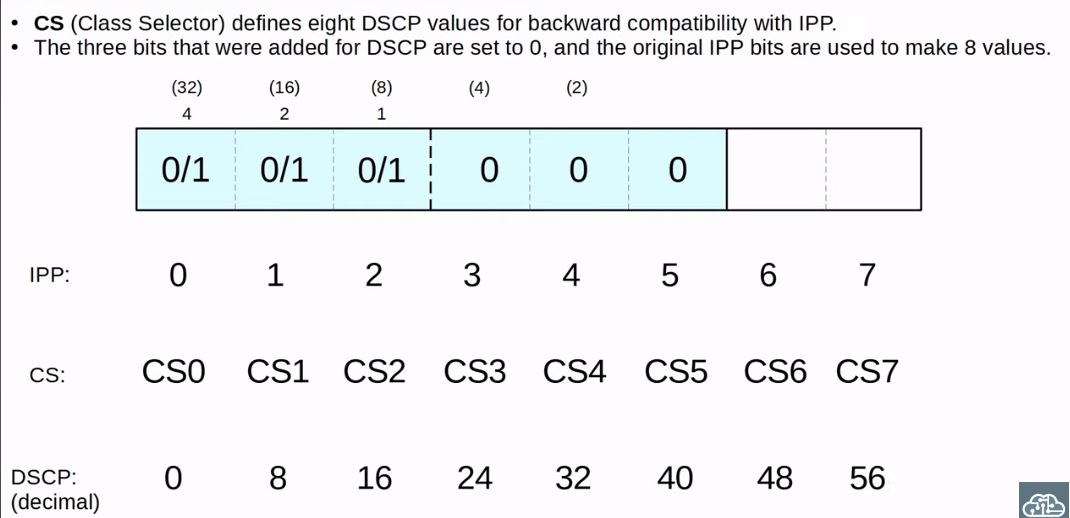 • CS (Class Selector) defines eight DSCP values for backward compatibility with IPP.
• The three bits that were added for DSCP are set to 0, and the original IPP bits are used to make 8 values.
(32) (16) (8) (4) (2)
4 2 1
0/1 0/1 0/1 0 0 0
IPP: 0 1 2 3 4 5 6 7
CS: CS0 CS1 CS2 CS3 CS4 CS5 CS6 CS7
DSCP: 0 8 16 24 32 40 48 56
(decimal)